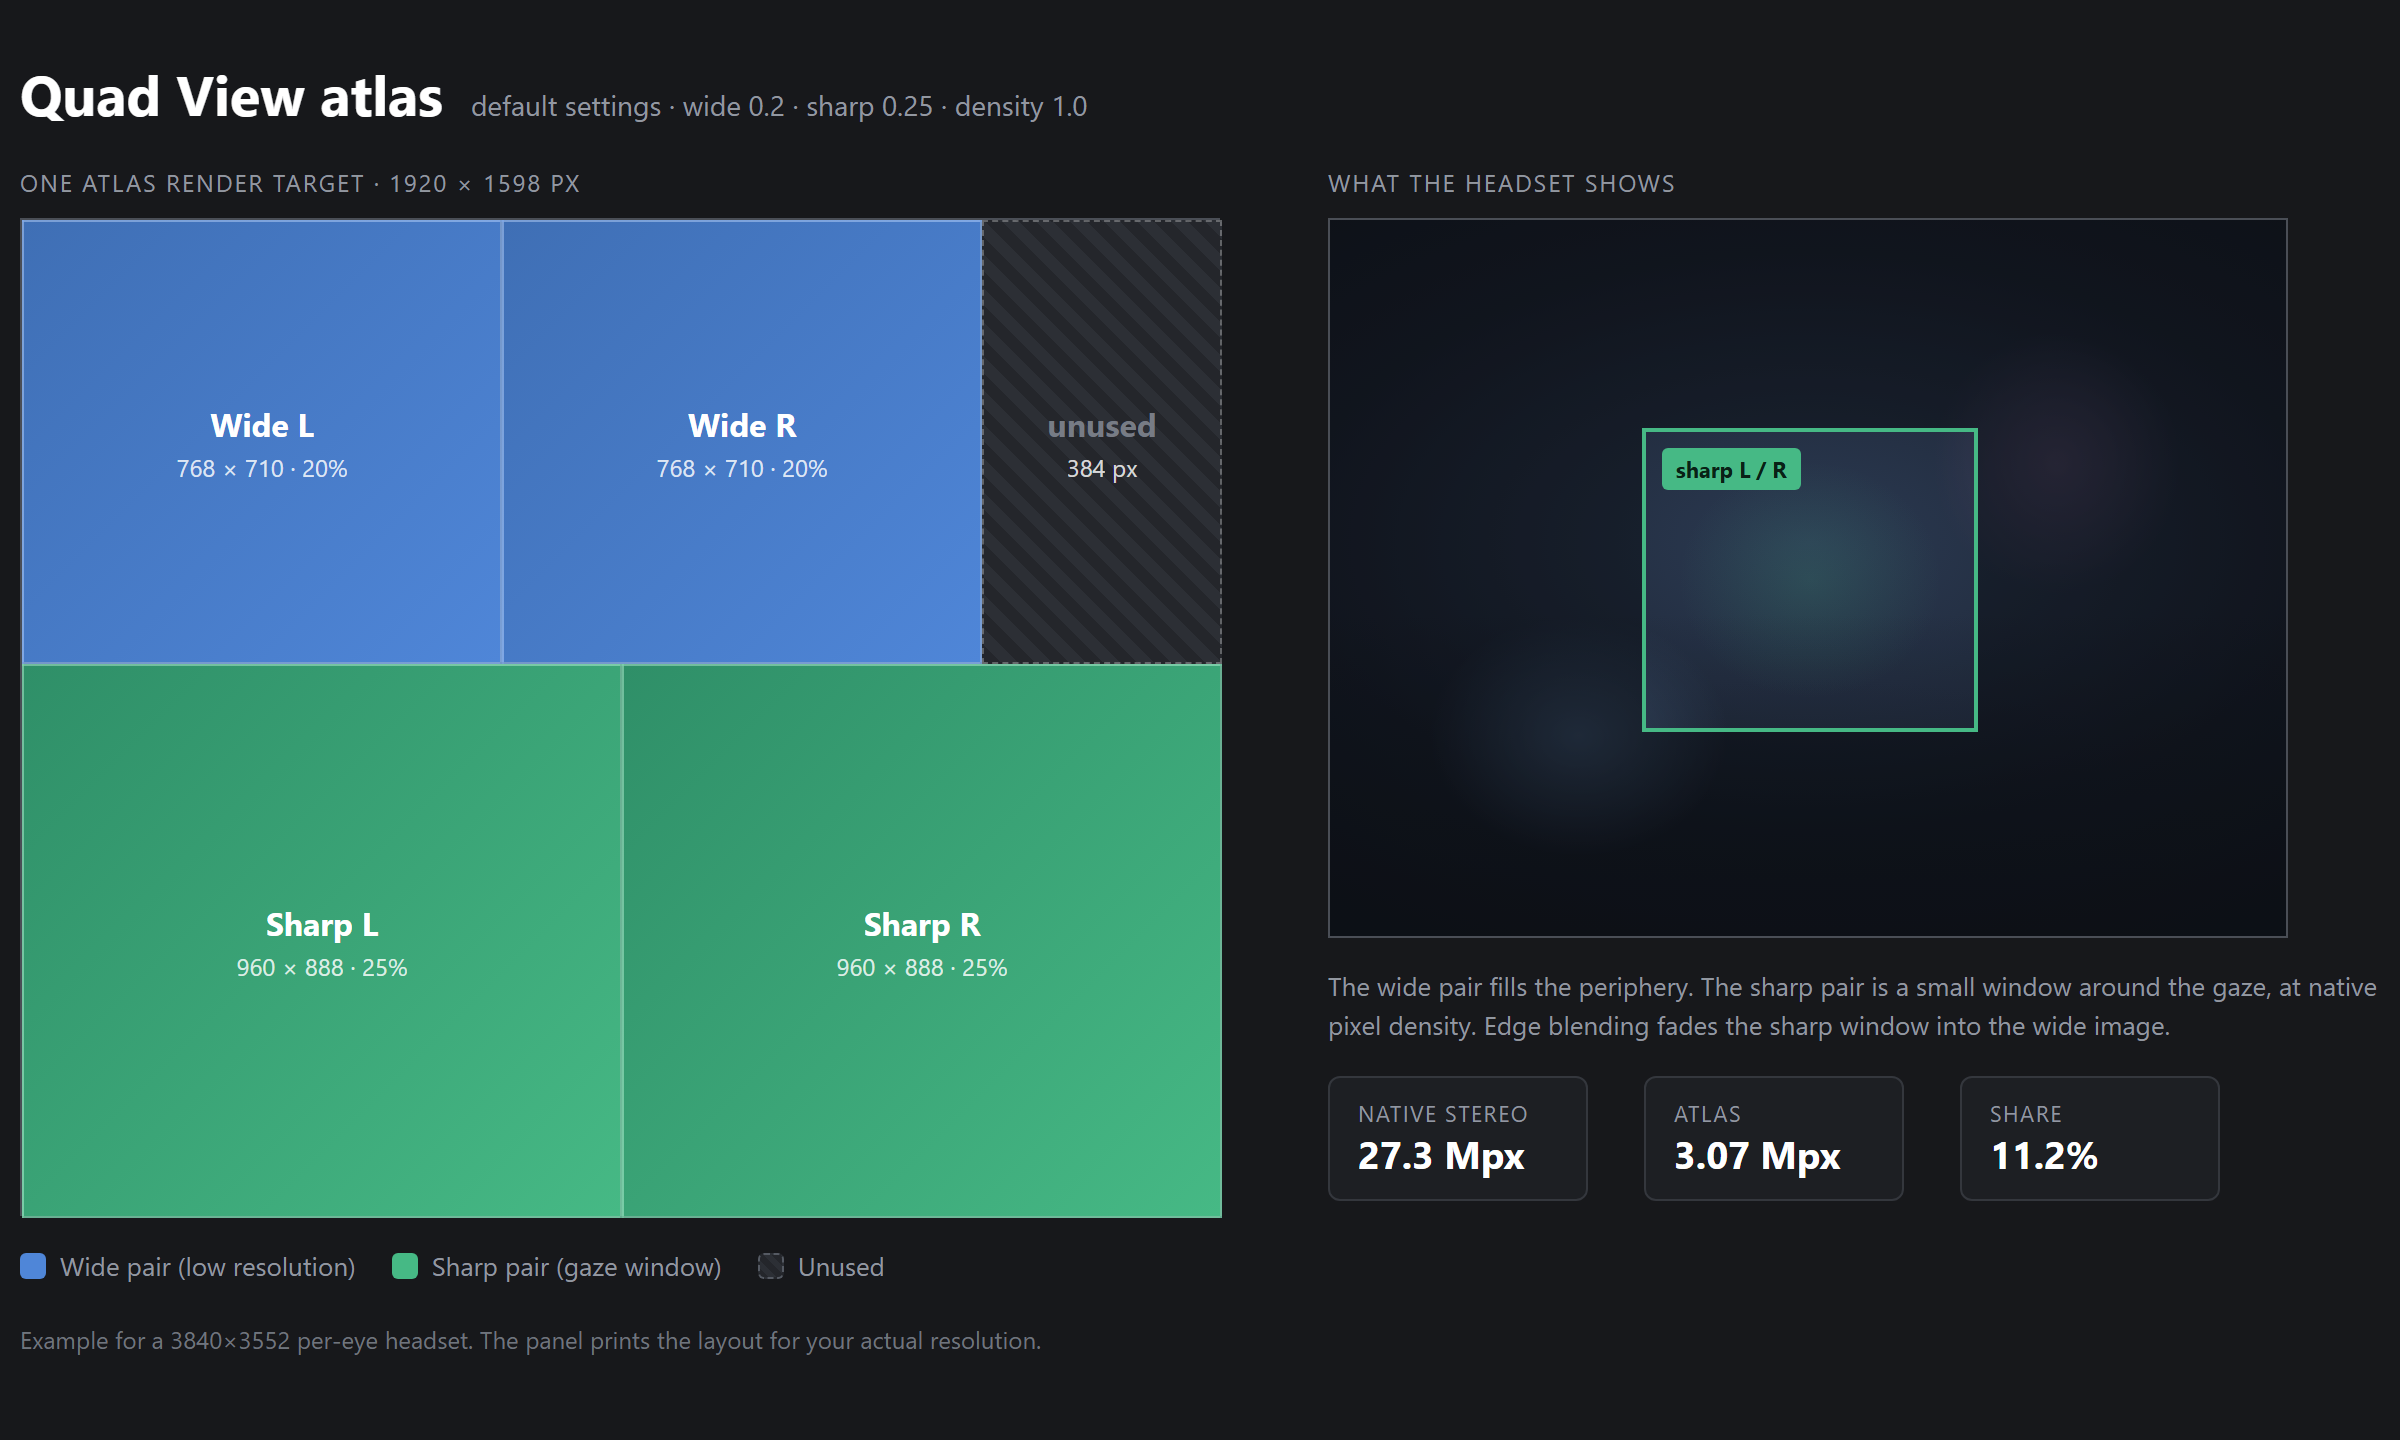 Quad View atlas default settings · wide 0.2 · sharp 0.25 · density 1.0
ONE ATLAS RENDER TARGET · 1920 × 1598 PX
Wide L
768 × 710 · 20%
Wide R
768 × 710 · 20%
unused
384 px
Sharp L
960 × 888 · 25%
Sharp R
960 × 888 · 25%
Wide pair (low resolution)
Sharp pair (gaze window)
Unused
Example for a 3840×3552 per-eye headset. The panel prints the layout for your actual resolution.
WHAT THE HEADSET SHOWS
sharp L / R
The wide pair fills the periphery. The sharp pair is a small window around the gaze, at native
pixel density. Edge blending fades the sharp window into the wide image.
NATIVE STEREO
27.3 Mpx
ATLAS
3.07 Mpx
SHARE
11.2%